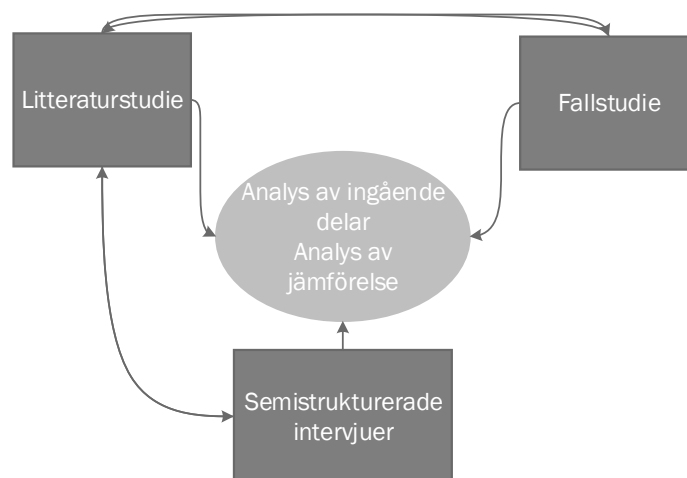 Litteraturstudie
Fallstudie
Analys av ingående
delar
Analys av
jämförelse
Semistrukturerade
intervjuer